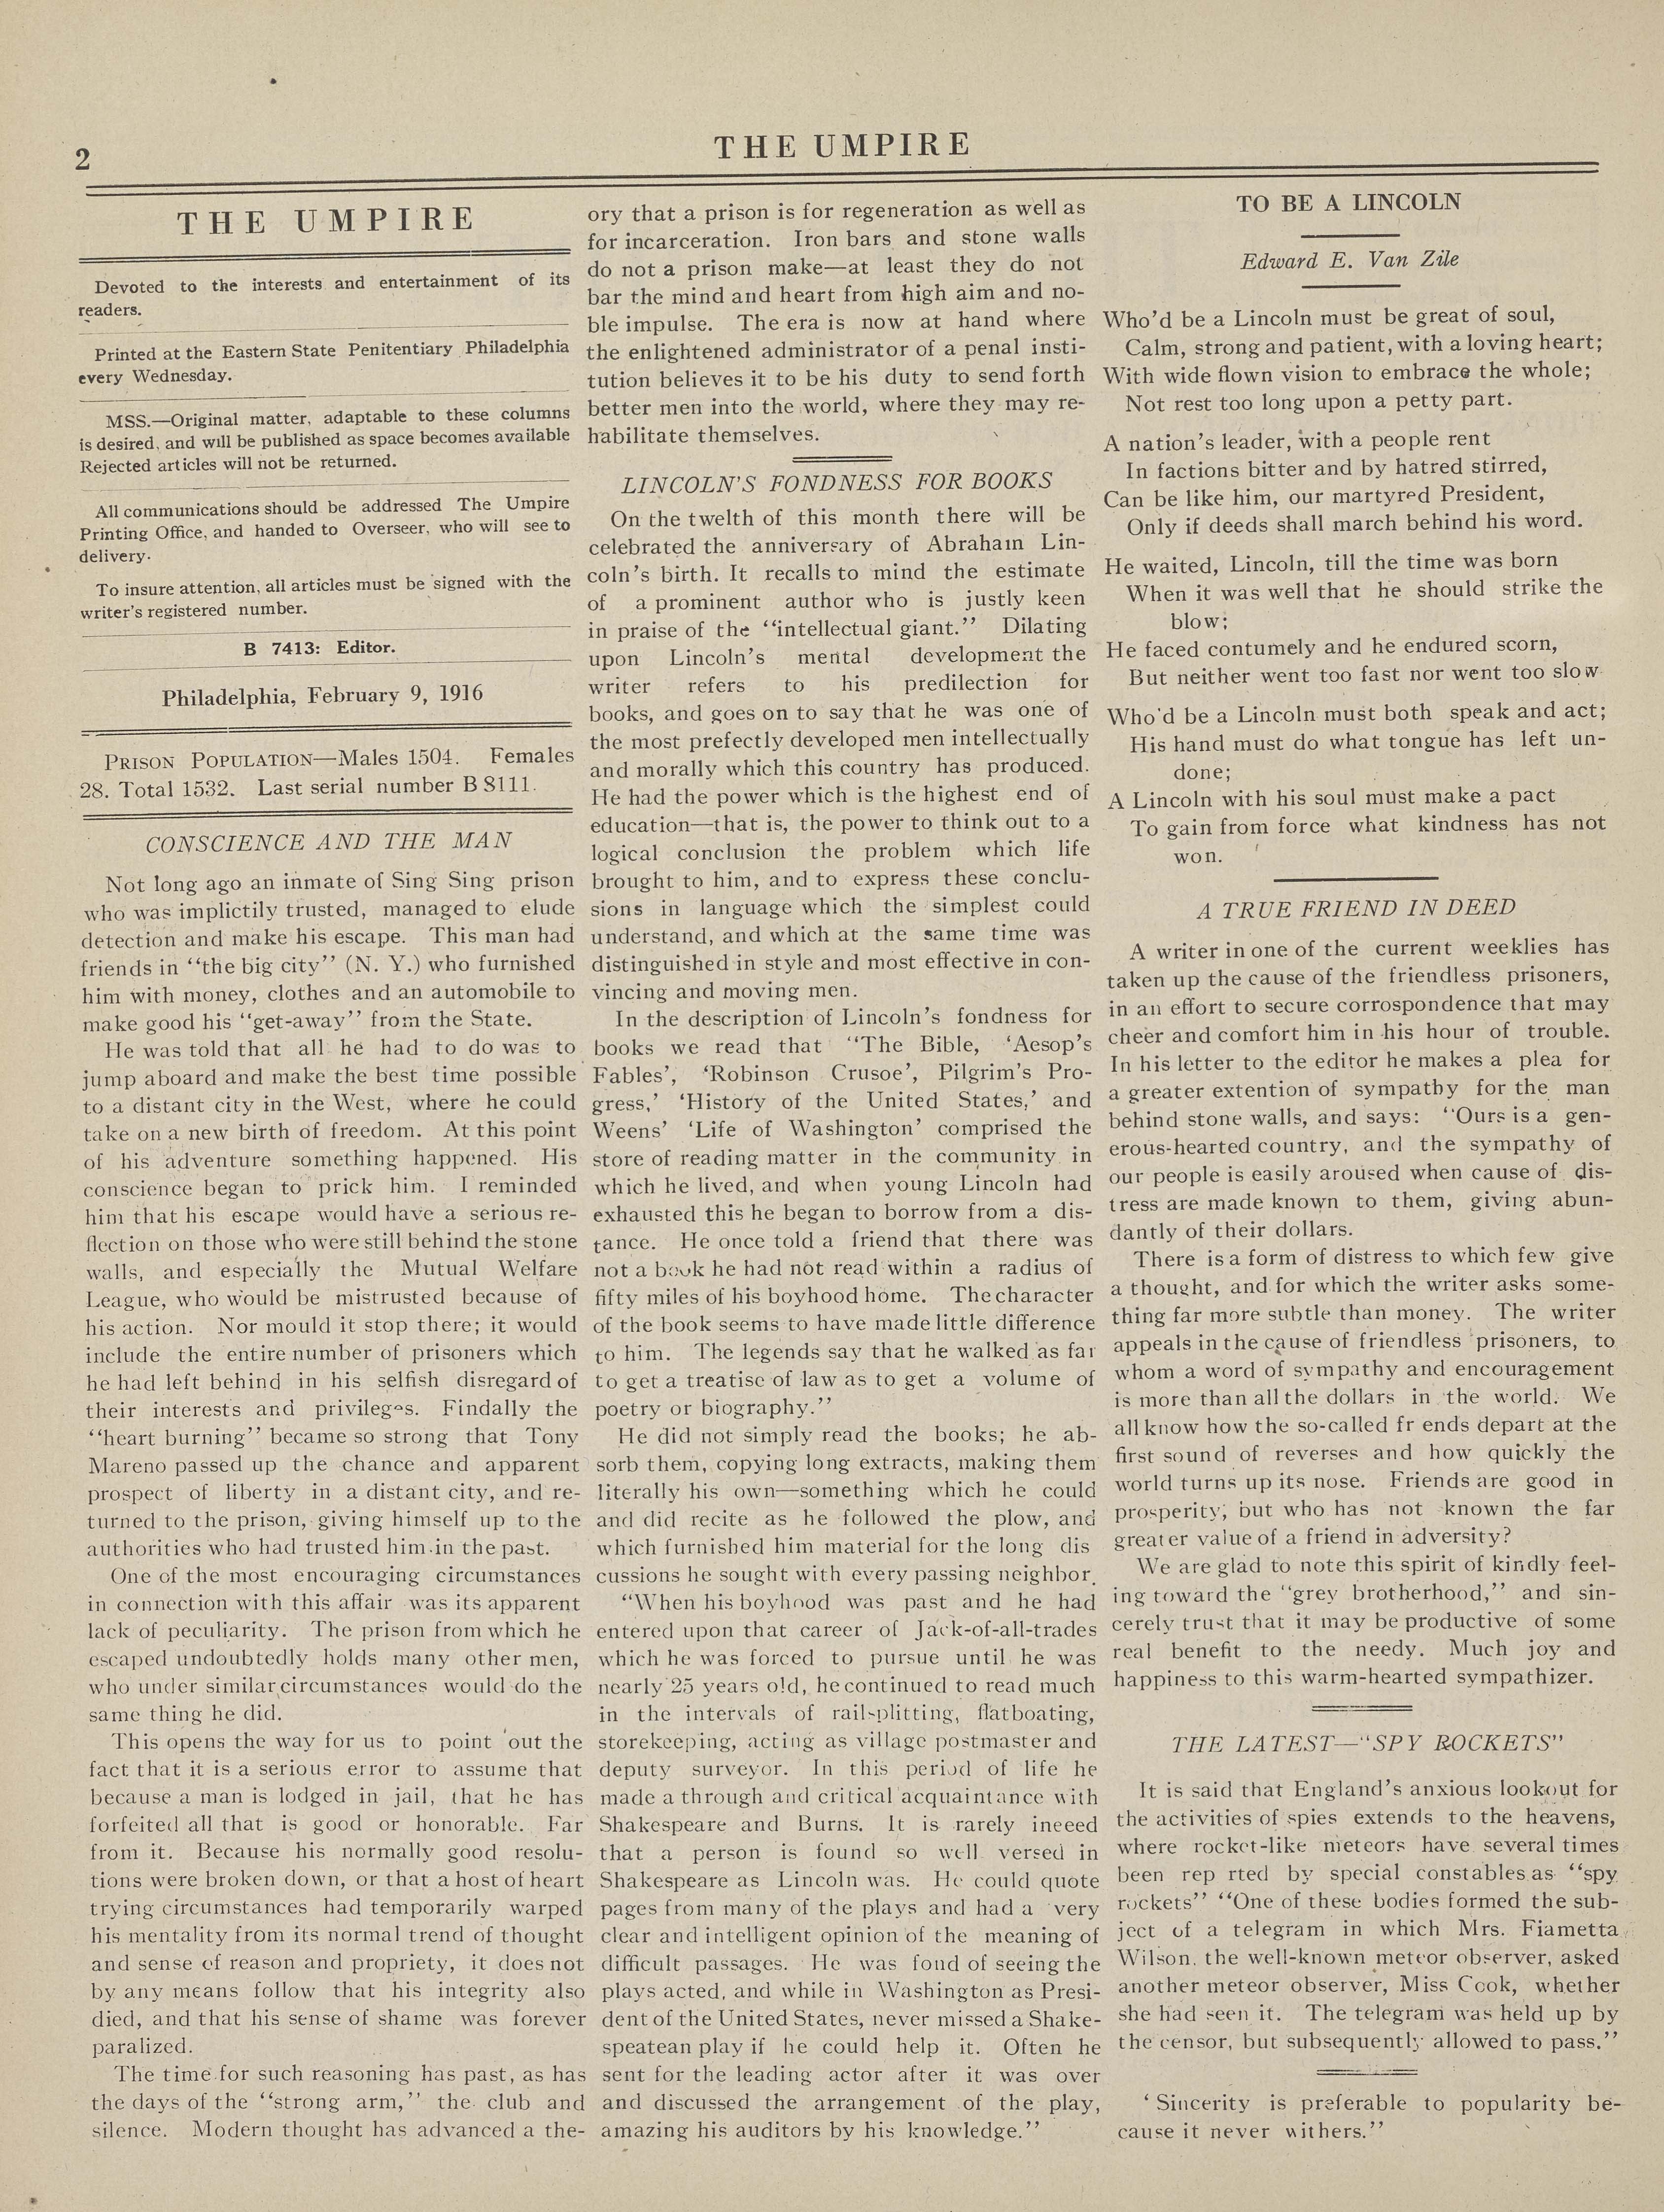 2
THE UMPIRE
THE UMPIRE
Devoted to the interests and entertainment of its
readers.
Printed at the Eastern State Penitentiary Philadelphia
every Wednesday.
MSS.—Original matter, adaptable to these columns
is desired, and will be published as space becomes available
Rejected articles will not be returned.
All communications should be addressed The Umpire
Printing Office, and handed to Overseer, who will see to
delivery.
To insure attention, all articles must be signed with the
writer's registered number.
B 7413: Editor.
Philadelphia, February 9, 1916
PRISON POPULATION—Males 1504. Females
28. Total 1532. Last serial number B 8111.
CONSCIENCE AND THE MAN
Not long ago an inmate of Sing Sing prison
who was implictily trusted, managed to elude
detection and make his escape. This man had
friends in "the big city" (N. Y.) who furnished
him with money, clothes and an automobile to
make good his "get-away" from the State.
He was told that all he had to do was to
jump aboard and make the best time possible
to a distant city in the West, where he could
take on a new birth of freedom. At this point
of his adventure something happened. His
conscience began to prick him. I reminded
him that his escape would have a serious re-
flection on those who were still behind the stone
walls, and especially the Mutual Welfare
League, who would be mistrusted because of
his action. Nor mould it stop there; it would
include the entire number of prisoners which
he had left behind in his selfish disregard of
their interests and privileges. Findally the
"heart burning" became so strong that Tony
Mareno passed up the chance and apparent
prospect of liberty in a distant city, and re-
turned to the prison, giving himself up to the
authorities who had trusted him in the past.
One of the most encouraging circumstances
in connection with this affair was its apparent
lack of peculiarity. The prison from which he
escaped undoubtedly holds many other men,
who under similar circumstances would do the
same thing he did.
This opens the way for us to point out the
fact that it is a serious error to assume that
because a man is lodged in jail, that he has
forfeited all that is good or honorable. Far
from it. Because his normally good resolu-
tions were broken down, or that a host of heart
trying circumstances had temporarily warped
his mentality from its normal trend of thought
and sense of reason and propriety, it does not
by any means follow that his integrity also
died, and that his sense of shame was forever
paralized.
The time for such reasoning has past, as has
the days of the "strong arm," the club and
silence. Modern thought has advanced a the-
ory that a prison is for regeneration as well as
for incarceration. Iron bars and stone walls
do not a prison make—at least they do not
bar the mind and heart from high aim and no-
ble impulse. The era is now at hand where
the enlightened administrator of a penal insti-
tution believes it to be his duty to send forth
better men into the world, where they may re-
habilitate themselves.
LINCOLN'S FONDNESS FOR BOOKS
On the twelth of this month there will be
celebrated the anniversary of Abraham Lin-
coln's birth. It recalls to mind the estimate
of a prominent author who is justly keen
in praise of the "intellectual giant." Dilating
upon Lincoln's mental development the
writer refers to his predilection for
books, and goes on to say that he was one of
the most prefectly developed men intellectually
and morally which this country has produced.
He had the power which is the highest end of
education—that is, the power to think out to a
logical conclusion the problem which life
brought to him, and to express these conclu-
sions in language which the simplest could
understand, and which at the same time was
distinguished in style and most effective in con-
vincing and moving men.
In the description of Lincoln's fondness for
books we read that "The Bible, 'Aesop's
Fables', 'Robinson Crusoe', Pilgrim's Pro-
gress,' 'History of the United States,' and
Weens' 'Life of Washington' comprised the
store of reading matter in the community in
which he lived, and when young Lincoln had
exhausted this he began to borrow from a dis-
tance. He once told a friend that there was
not a book he had not read within a radius of
fifty miles of his boyhood home. The character
of the book seems to have made little difference
to him. The legends say that he walked as far
to get a treatise of law as to get a volume of
poetry or biography."
He did not simply read the books; he ab-
sorb them, copying long extracts, making them
literally his own—something which he could
and did recite as he followed the plow, and
which furnished him material for the long dis
cussions he sought with every passing neighbor.
"When his boyhood was past and he had
entered upon that career of Jack-of-all-trades
which he was forced to pursue until he was
nearly 25 years old, he continued to read much
in the intervals of rail-splitting, flatboating,
storekeeping, acting as village postmaster and
deputy surveyor. In this period of life he
made a through and critical acquaintance with
Shakespeare and Burns. It is rarely ineeed
that a person is found so well versed in
Shakespeare as Lincoln was. He could quote
pages from many of the plays and had a very
clear and intelligent opinion of the meaning of
difficult passages. He was fond of seeing the
plays acted, and while in Washington as Presi-
dent of the United States, never missed a Shake-
speatean play if he could help it. Often he
sent for the leading actor after it was over
and discussed the arrangement of the play,
amazing his auditors by his knowledge."
TO BE A LINCOLN
Edward E. Van Zile
Who'd be a Lincoln must be great of soul,
Calm, strong and patient, with a loving heart;
With wide flown vision to embrace the whole;
Not rest too long upon a petty part.
A nation's leader, with a people rent
In factions bitter and by hatred stirred,
Can be like him, our martyred President,
Only if deeds shall march behind his word.
He waited, Lincoln, till the time was born
When it was well that he should strike the
blow;
He faced contumely and he endured scorn,
But neither went too fast nor went too slow
Who'd be a Lincoln must both speak and act;
His hand must do what tongue has left un-
done;
A Lincoln with his soul must make a pact
To gain from force what kindness has not
won.
A TRUE FRIEND IN DEED
A writer in one of the current weeklies has
taken up the cause of the friendless prisoners,
in an effort to secure corrospondence that may
cheer and comfort him in his hour of trouble.
In his letter to the editor he makes a plea for
a greater extention of sympathy for the man
behind stone walls, and says: "Ours is a gen-
erous-hearted country, and the sympathy of
our people is easily aroused when cause of dis-
tress are made known to them, giving abun-
dantly of their dollars.
There is a form of distress to which few give
a thought, and for which the writer asks some-
thing far more subtle than money. The writer
appeals in the cause of friendless prisoners, to
whom a word of sympathy and encouragement
is more than all the dollars in the world. We
all know how the so-called fr ends depart at the
first sound of reverses and how quickly the
world turns up its nose. Friends are good in
prosperity, but who has not known the far
greater value of a friend in adversity?
We are glad to note this spirit of kindly feel-
ing toward the "grey brotherhood," and sin-
cerely trust that it may be productive of some
real benefit to the needy. Much joy and
happiness to this warm-hearted sympathizer.
THE LATEST—"SPY ROCKETS"
It is said that England's anxious lookout for
the activities of spies extends to the heavens,
where rocket-like meteors have several times
been rep rted by special constables as "spy
rockets" "One of these bodies formed the sub-
ject of a telegram in which Mrs. Fiametta
Wilson, the well-known meteor observer, asked
another meteor observer, Miss Cook, whether
she had seen it. The telegram was held up by
the censor, but subsequently allowed to pass."
'Sincerity is preferable to popularity be-
cause it never withers."